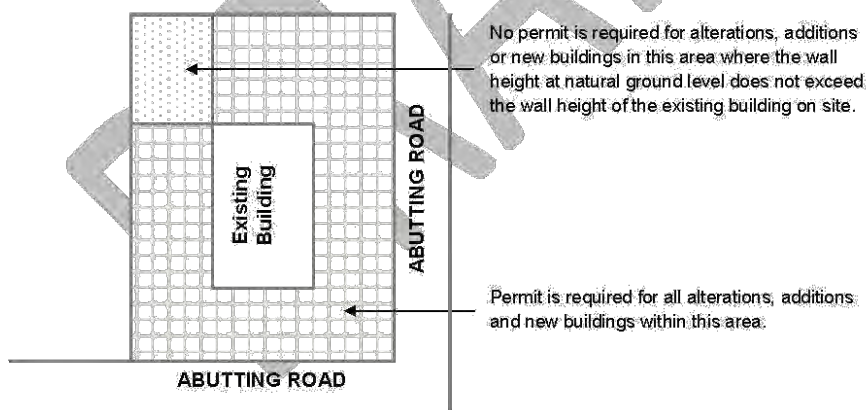 No permit is required for alterations, additions
or new buildings in this area where the wall
height at natural ground level does not exceed
the wall height of the existing building on site.
ABUTTING ROAD
Existing
Building
Permit is required for all alterations, additions
and new buildings within this area.
ABUTTING ROAD